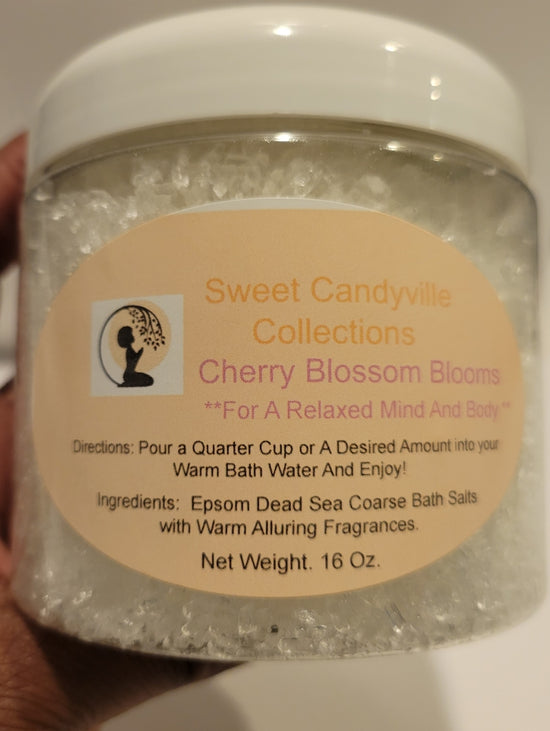 Sweet Candyville
Collections
Cherry Blossom Blooms
**For A Relaxed Mind And Body**
Directions: Pour a Quarter Cup or A Desired Amount into your
Warm Bath Water And Enjoy!
Ingredients: Epsom Dead Sea Coarse Bath Salts
with Warm Alluring Fragrances.
Net Weight. 16 Oz.